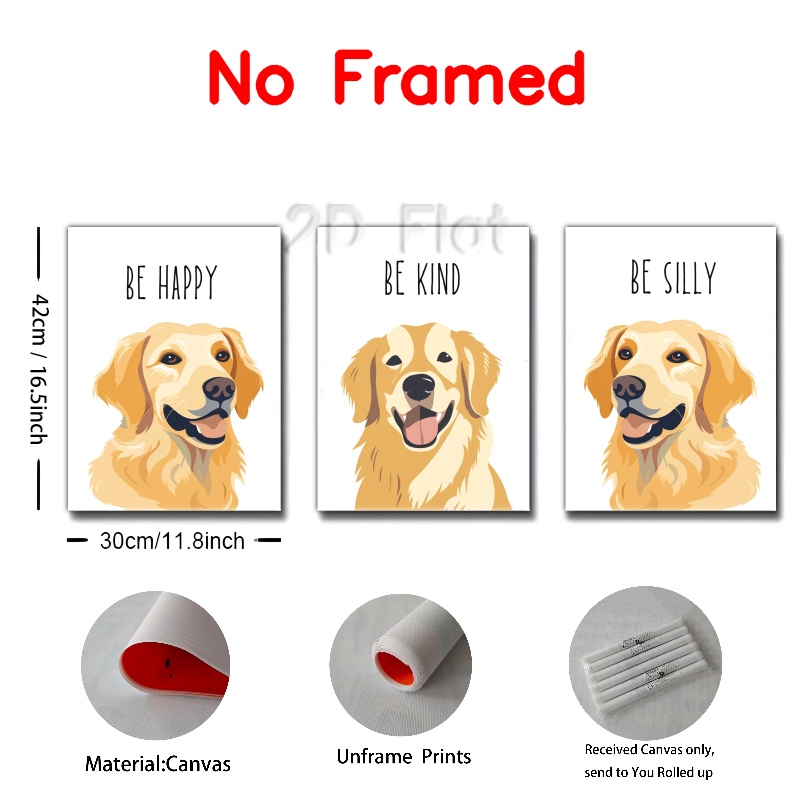 No Framed
2D Flat
BE HAPPY
BE KIND
BE SILLY
42cm / 16.5inch
30cm/11.8inch
Material:Canvas
Unframe Prints
Received Canvas only,
send to You Rolled up